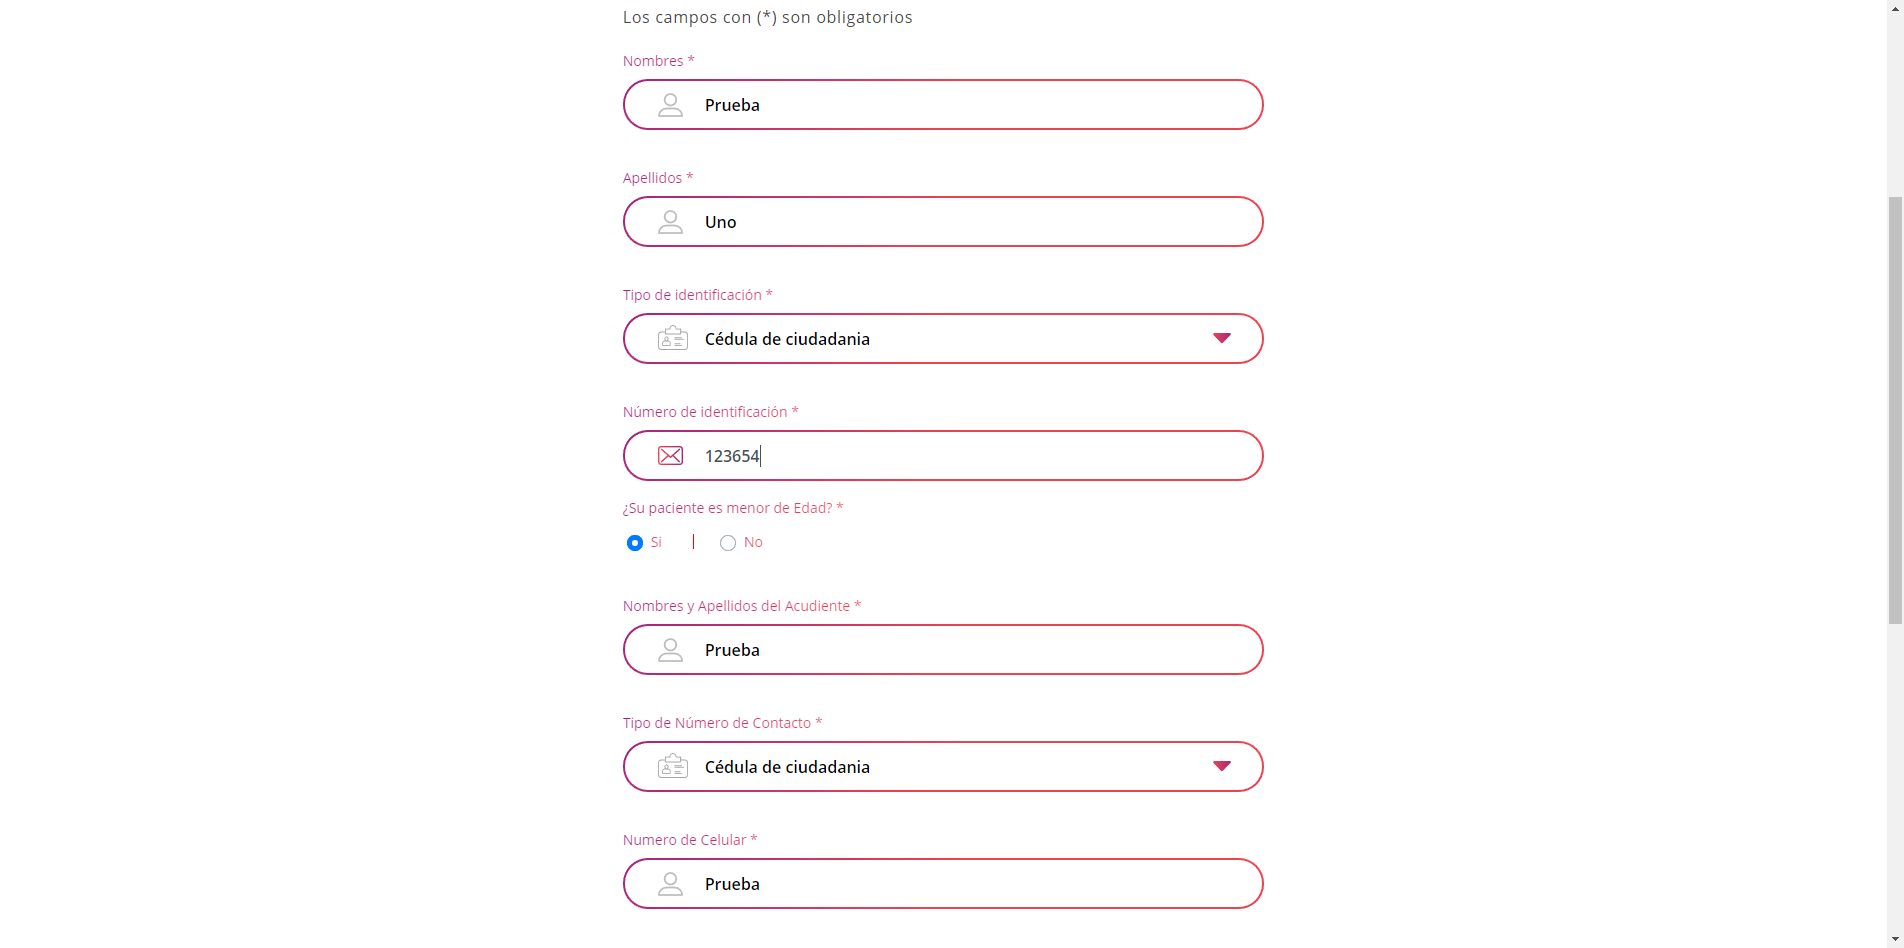 Los campos con (*) son obligatorios
Nombres *
Prueba
Apellidos *
Uno
Tipo de identificación *
Cédula de ciudadania
Número de identificación *
123654
¿Su paciente es menor de Edad? *
Si | No
Nombres y Apellidos del Acudiente *
Prueba
Tipo de Número de Contacto *
Cédula de ciudadania
Numero de Celular *
Prueba